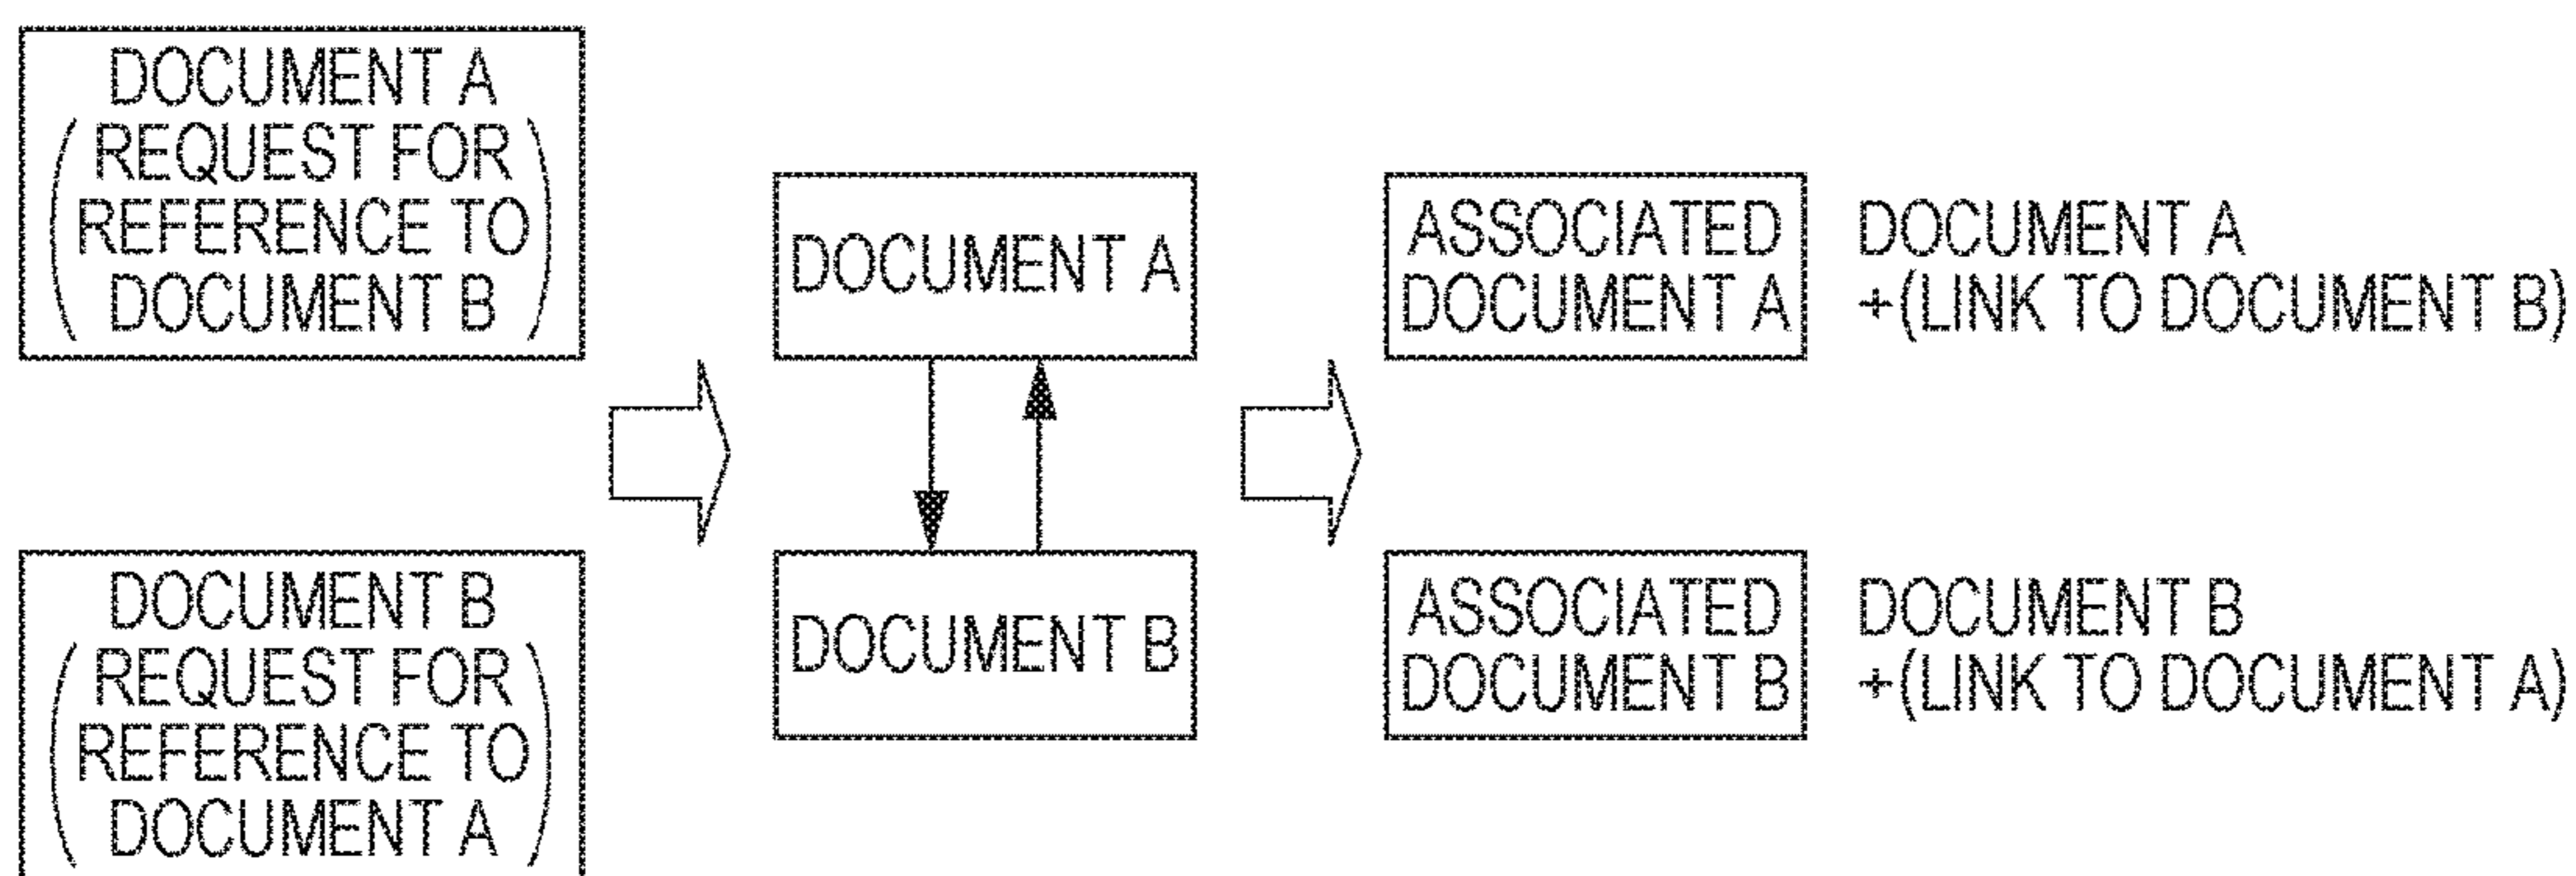 DOCUMENT A
( REQUEST FOR
REFERENCE TO
DOCUMENT B )
DOCUMENT B
( REQUEST FOR
REFERENCE TO
DOCUMENT A )
DOCUMENT A
DOCUMENT B
ASSOCIATED
DOCUMENT A
DOCUMENT A
+(LINK TO DOCUMENT B)
ASSOCIATED
DOCUMENT B
DOCUMENT B
+(LINK TO DOCUMENT A)